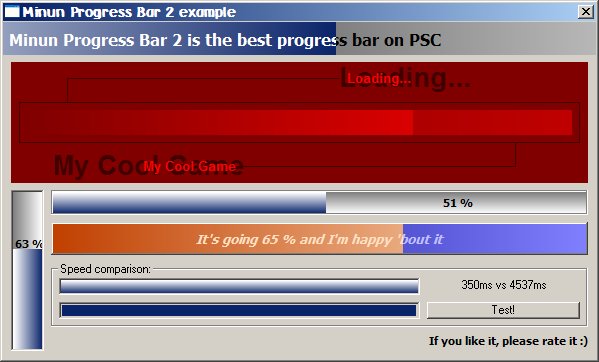 Minun Progress Bar 2 example
Minun Progress Bar 2 is the best progress bar on PSC
Loading...
Loading...
My Cool Game
My Cool Game
51 %
63 %
It's going 65 % and I'm happy 'bout it
Speed comparison:
350ms vs 4537ms
Test!
If you like it, please rate it :)